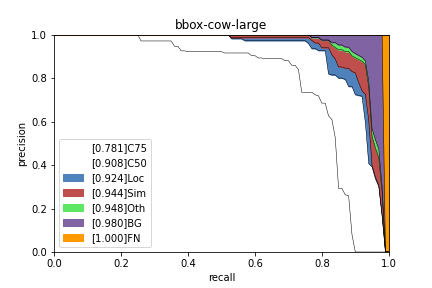 bbox-cow-large
1.0
0.8
0.6
0.4
0.2
0.0
precision
[0.781]C75
[0.908]C50
[0.924]Loc
[0.944]Sim
[0.948]Oth
[0.980]BG
[1.000]FN
0.0 0.2 0.4 0.6 0.8 1.0
recall